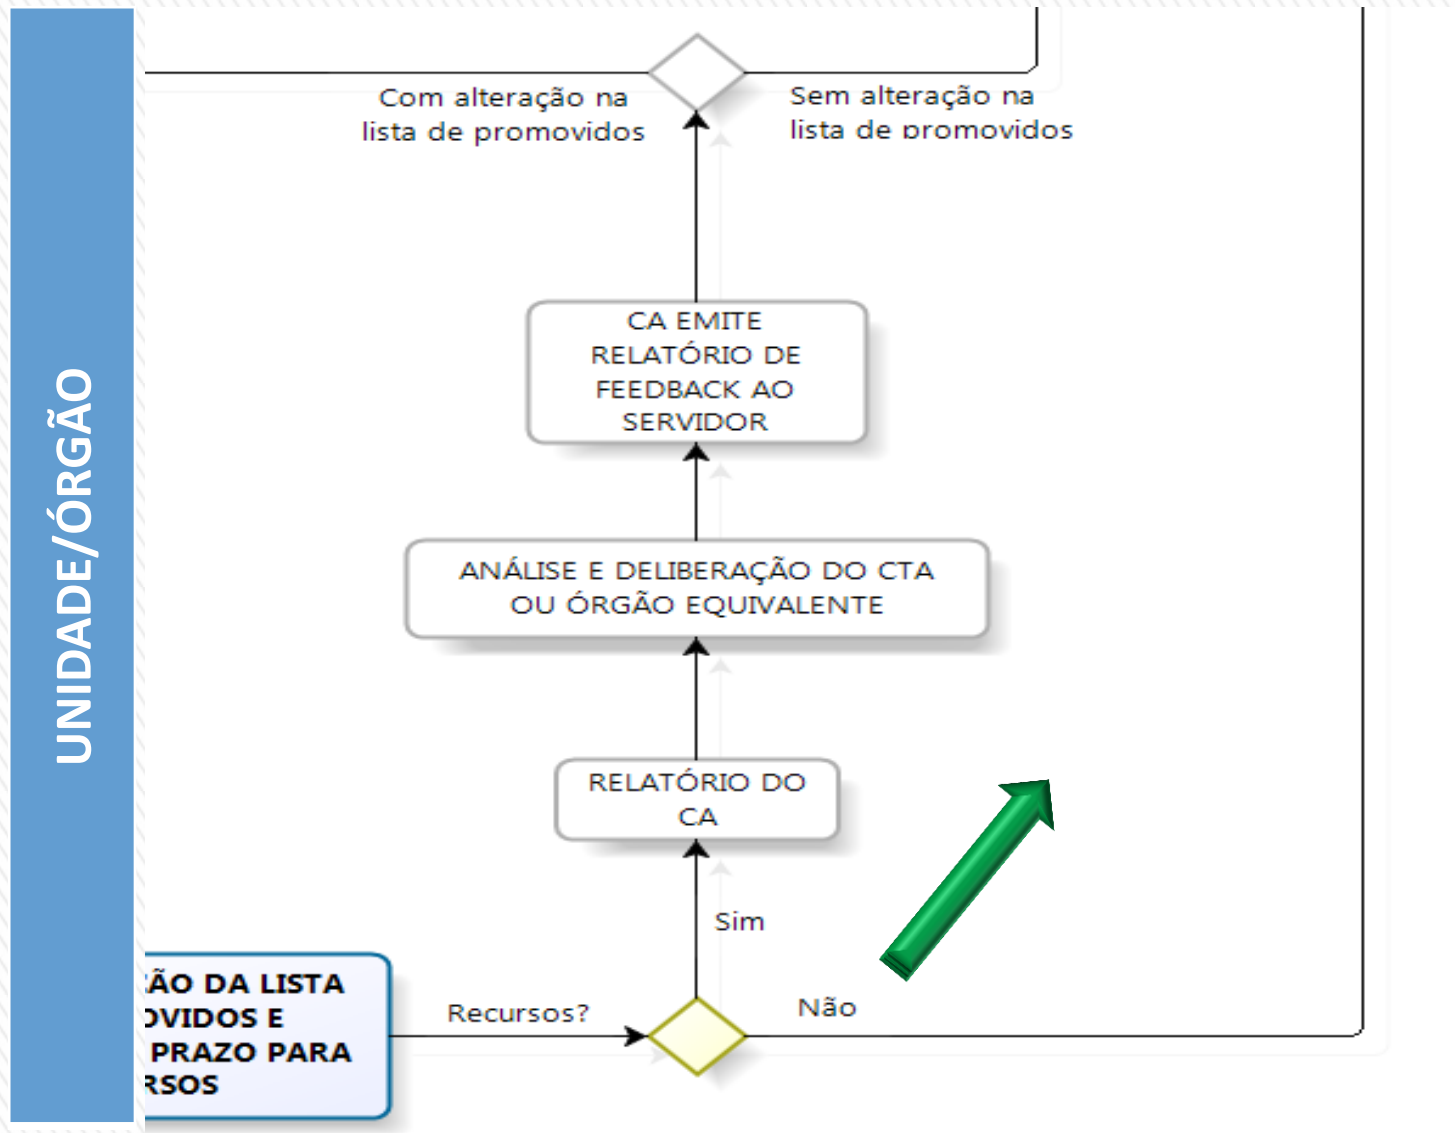 UNIDADE/ÓRGÃO
Com alteração na
lista de promovidos
Sem alteração na
lista de promovidos
CA EMITE
RELATÓRIO DE
FEEDBACK AO
SERVIDOR
ANÁLISE E DELIBERAÇÃO DO CTA
OU ÓRGÃO EQUIVALENTE
RELATÓRIO DO
CA
Sim
Recursos?
Não
ÃO DA LISTA
OVIDOS E
PRAZO PARA
RSOS